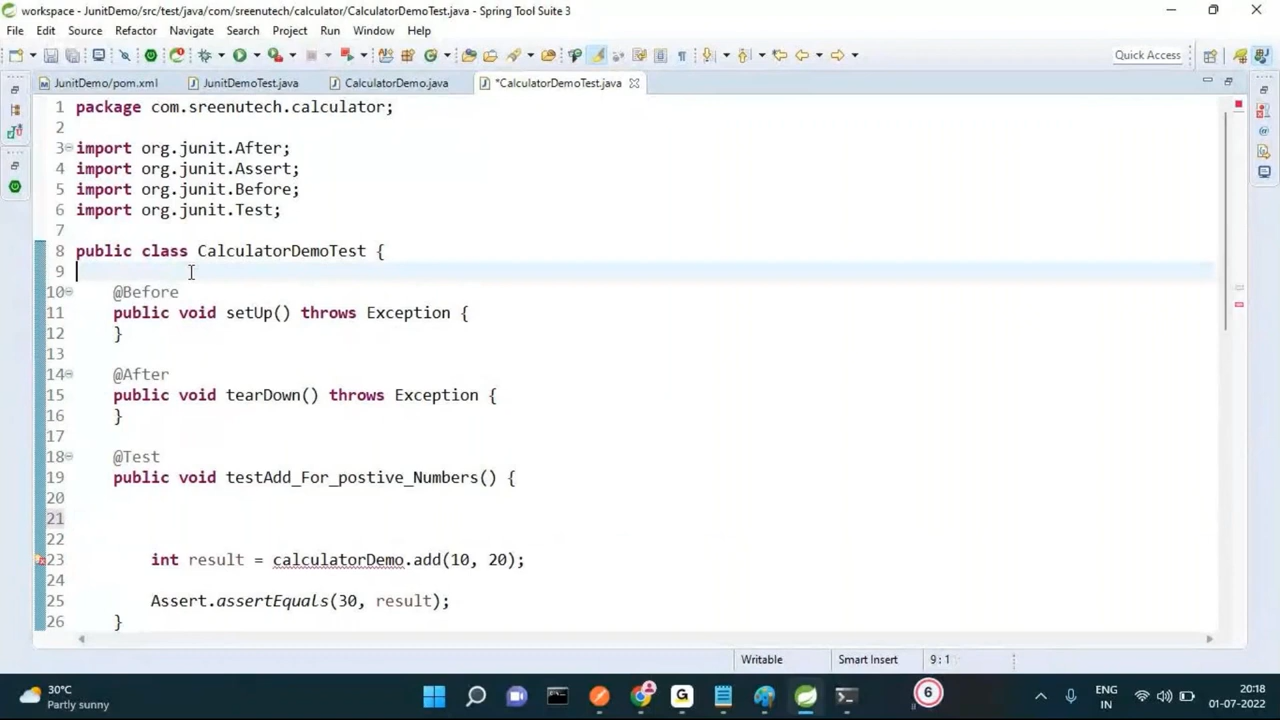 workspace - JunitDemo/src/test/java/com/sreenutech/calculator/CalculatorDemoTest.java - Spring Tool Suite 3
File Edit Source Refactor Navigate Search Project Run Window Help
Quick Access
JunitDemo/pom.xml JunitDemoTest.java CalculatorDemo.java *CalculatorDemoTest.java
1 package com.sreenutech.calculator;
2
3 import org.junit.After;
4 import org.junit.Assert;
5 import org.junit.Before;
6 import org.junit.Test;
7
8 public class CalculatorDemoTest {
9
10 @Before
11 public void setUp() throws Exception {
12 }
13
14 @After
15 public void tearDown() throws Exception {
16 }
17
18 @Test
19 public void testAdd_For_postive_Numbers() {
20
21
22
23 int result = calculatorDemo.add(10, 20);
24
25 Assert.assertEquals(30, result);
26 }
Writable Smart Insert 9 : 1
30°C
Partly sunny
G
6
ENG
IN
20:18
01-07-2022